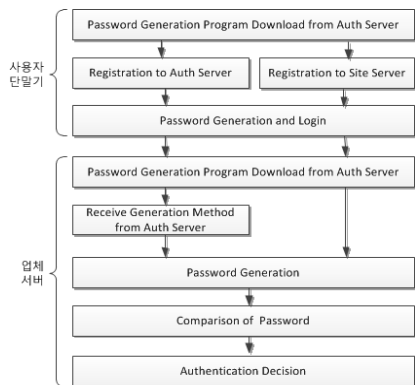 Password Generation Program Download from Auth Server
사용자
단말기
Registration to Auth Server
Registration to Site Server
Password Generation and Login
Password Generation Program Download from Auth Server
Receive Generation Method
from Auth Server
업체
서버
Password Generation
Comparison of Password
Authentication Decision